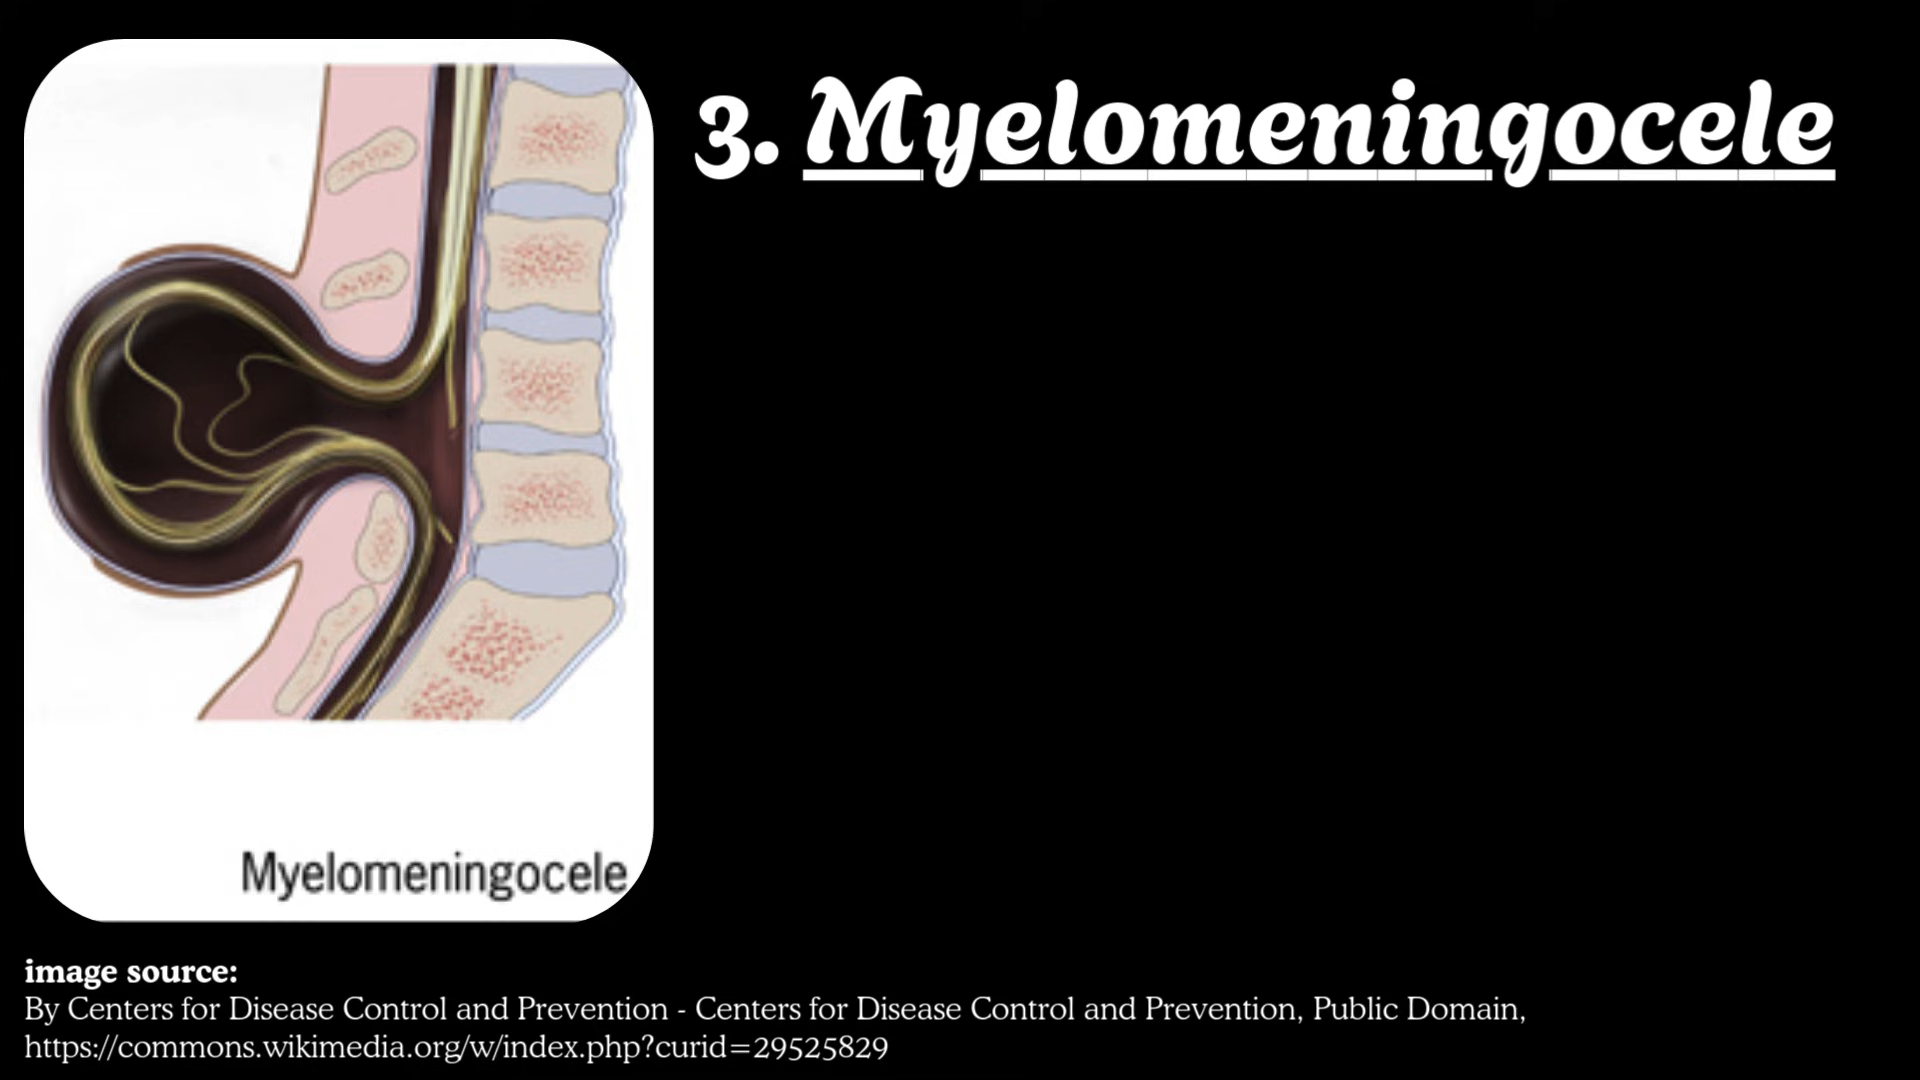 3. Myelomeningocele
Myelomeningocele
image source:
By Centers for Disease Control and Prevention - Centers for Disease Control and Prevention, Public Domain,
https://commons.wikimedia.org/w/index.php?curid=29525829